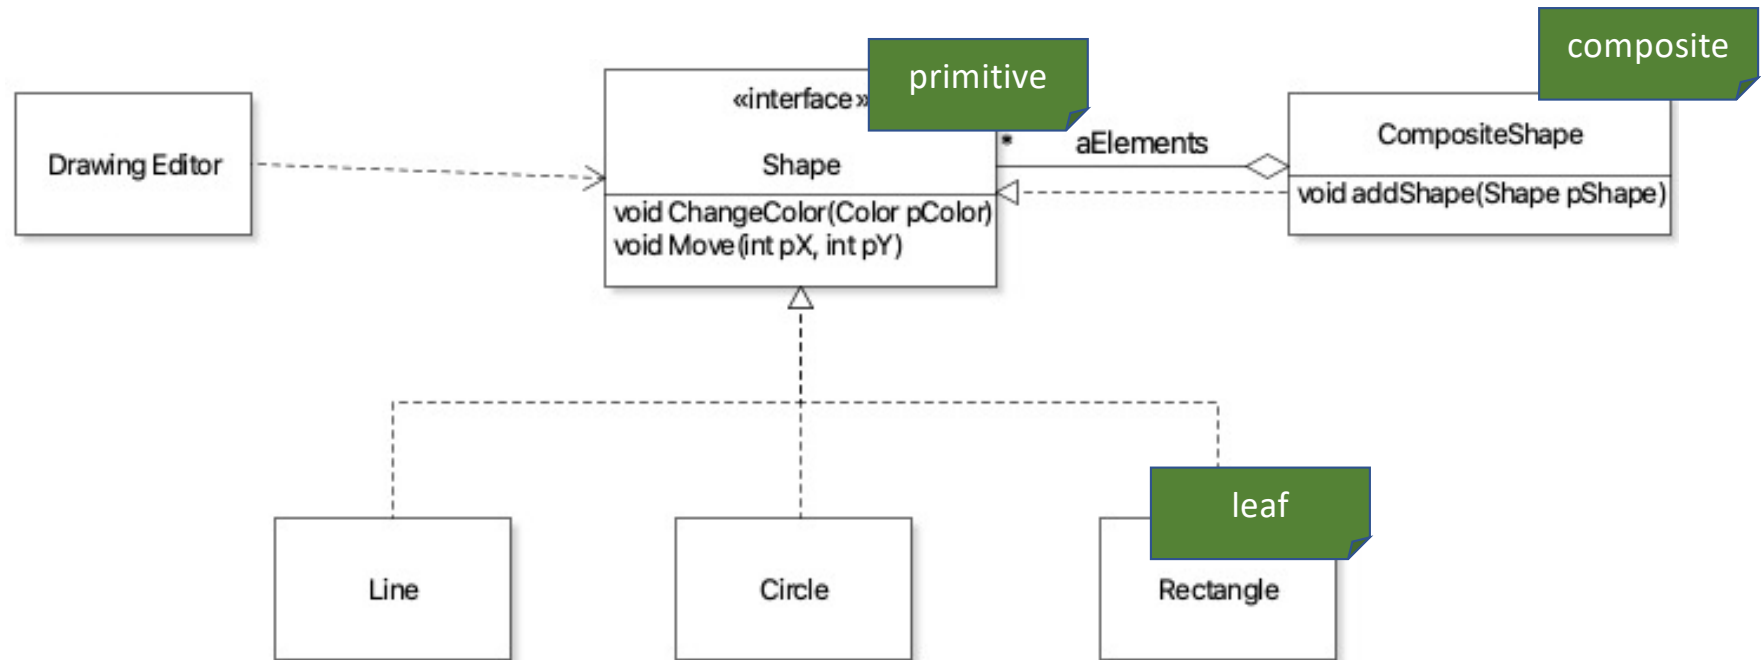 composite
primitive
«interface»
CompositeShape
* aElements
Drawing Editor
Shape
void addShape(Shape pShape)
void ChangeColor(Color pColor)
void Move(int pX, int pY)
leaf
Line
Circle
Rectangle